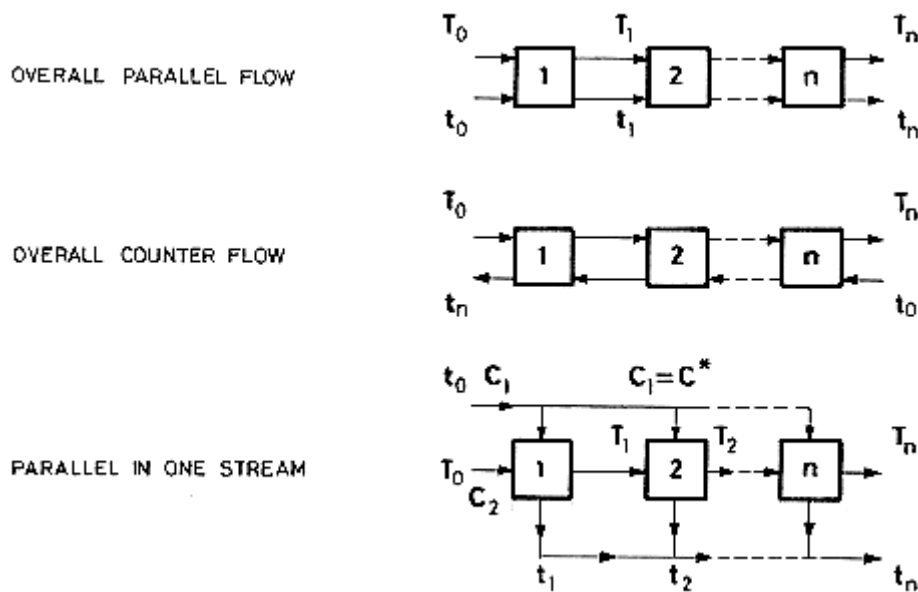 T₀ T₁ Tₙ
OVERALL PARALLEL FLOW 1 2 n
t₀ t₁ tₙ
T₀ Tₙ
OVERALL COUNTER FLOW 1 2 n
tₙ t₀
t₀ C₁ C₁=C*
T₁ T₂ Tₙ
PARALLEL IN ONE STREAM T₀ 1 2 n
C₂
t₁ t₂ tₙ